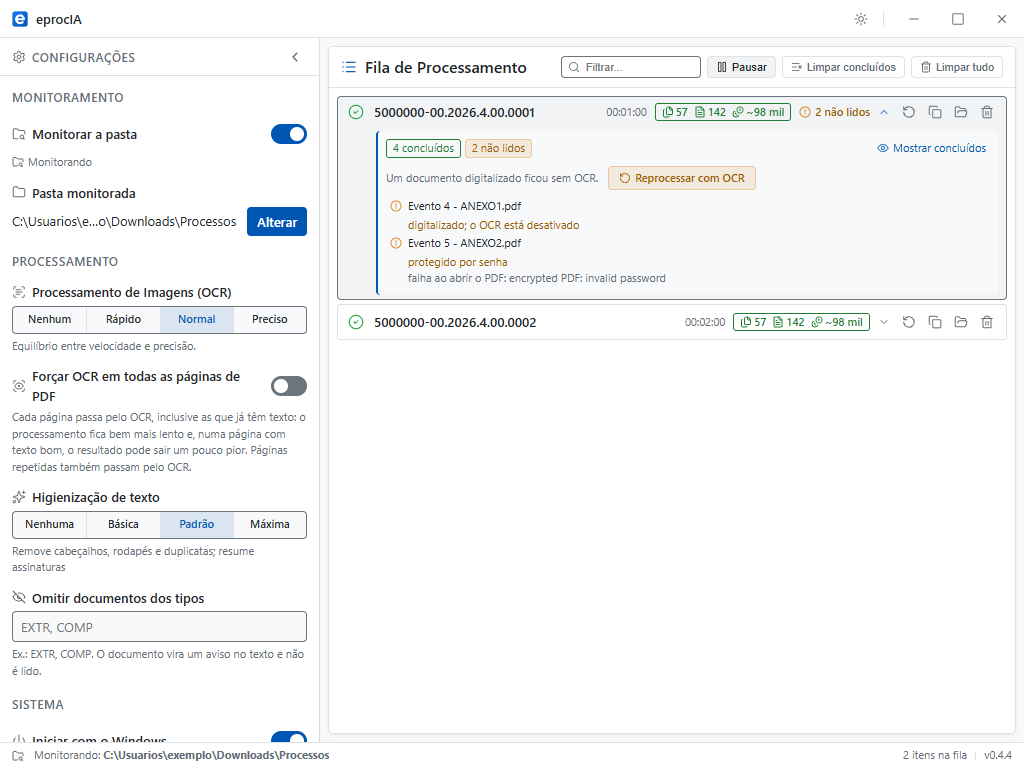 eprocIA
CONFIGURAÇÕES
MONITORAMENTO
Monitorar a pasta
Monitorando
Pasta monitorada
C:\Usuarios\e...o\Downloads\Processos
Alterar
PROCESSAMENTO
Processamento de Imagens (OCR)
Nenhum Rápido Normal Preciso
Equilíbrio entre velocidade e precisão.
Forçar OCR em todas as páginas de
PDF
Cada página passa pelo OCR, inclusive as que já têm texto: o
processamento fica bem mais lento e, numa página com
texto bom, o resultado pode sair um pouco pior. Páginas
repetidas também passam pelo OCR.
Higienização de texto
Nenhuma Básica Padrão Máxima
Remove cabeçalhos, rodapés e duplicatas; resume
assinaturas
Omitir documentos dos tipos
EXTR, COMP
Ex.: EXTR, COMP. O documento vira um aviso no texto e não
é lido.
SISTEMA
Iniciar com o Windows
Fila de Processamento
Filtrar...
Pausar
Limpar concluídos
Limpar tudo
5000000-00.2026.4.00.0001 00:01:00 57 142 ~98 mil 2 não lidos
4 concluídos 2 não lidos Mostrar concluídos
Um documento digitalizado ficou sem OCR. Reprocessar com OCR
Evento 4 - ANEXO1.pdf
digitalizado; o OCR está desativado
Evento 5 - ANEXO2.pdf
protegido por senha
falha ao abrir o PDF: encrypted PDF: invalid password
5000000-00.2026.4.00.0002 00:02:00 57 142 ~98 mil
Monitorando: C:\Usuarios\exemplo\Downloads\Processos
2 itens na fila
v0.4.4